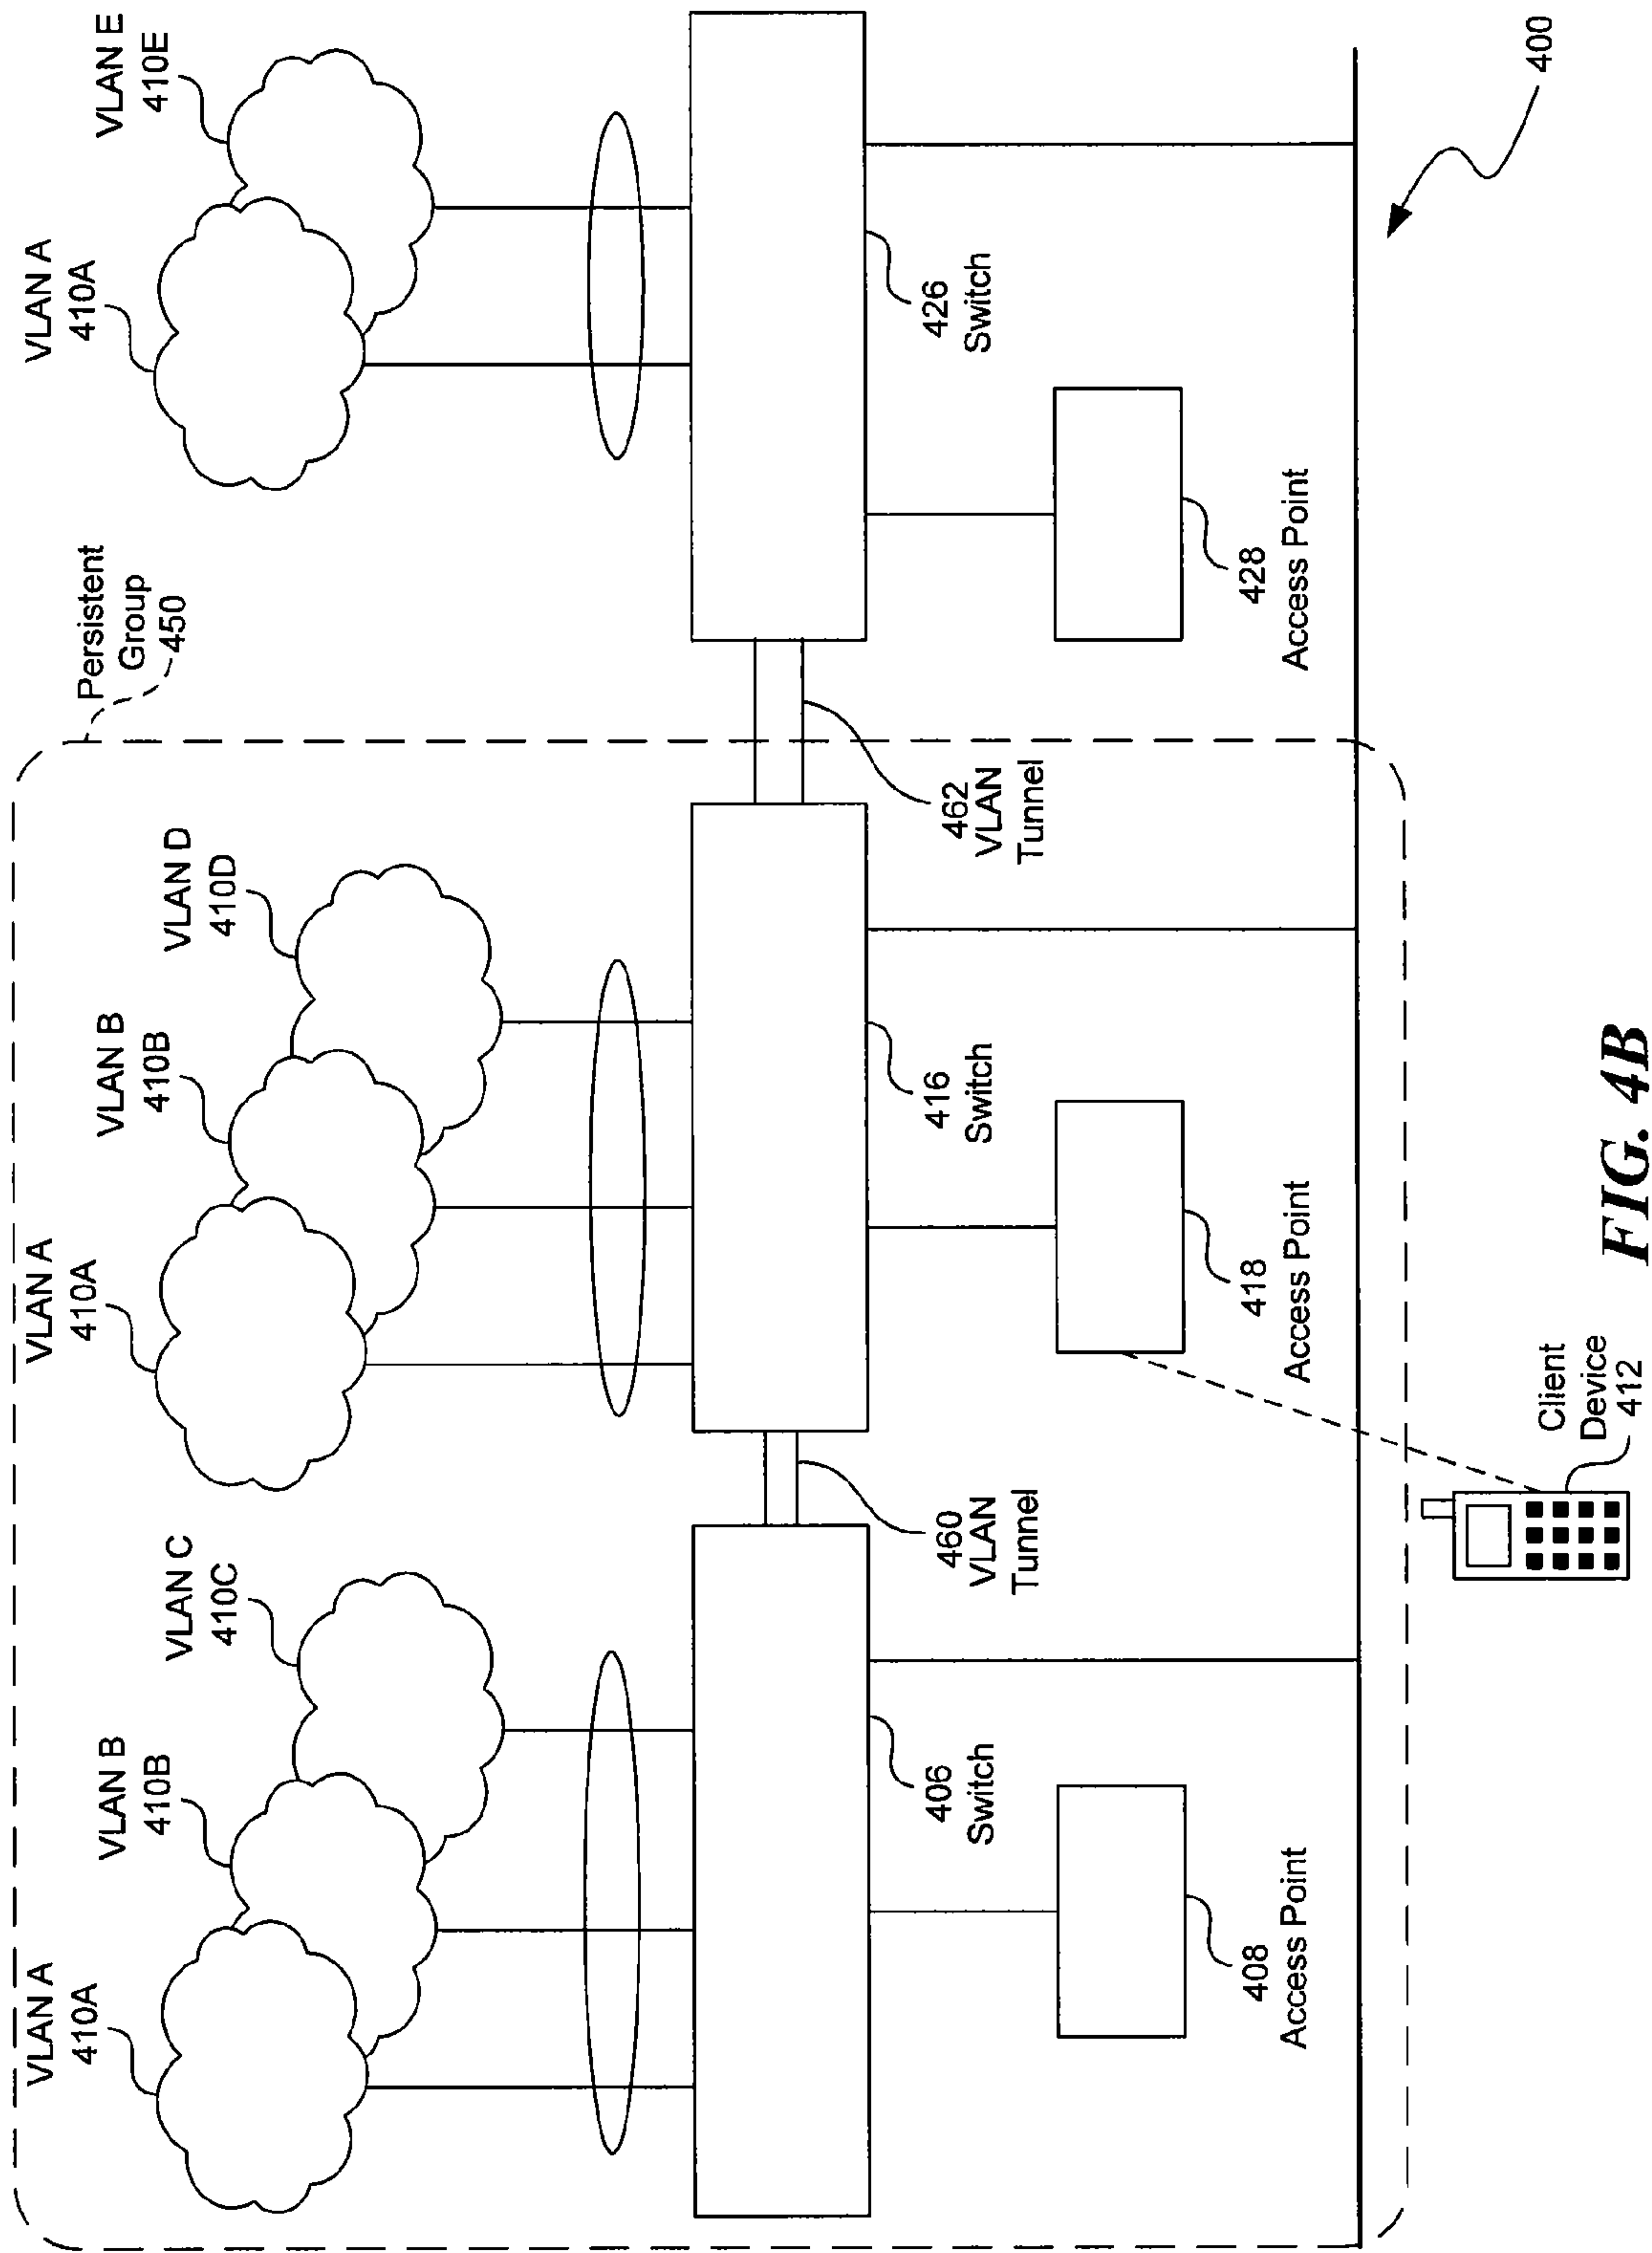 VLAN A
410A
VLAN B
410B
VLAN C
410C
VLAN A
410A
VLAN B
410B
VLAN D
410D
Persistent
Group
450
VLAN A
410A
VLAN E
410E
406
Switch
460
VLAN
Tunnel
416
Switch
462
VLAN
Tunnel
426
Switch
408
Access Point
418
Access Point
428
Access Point
Client
Device
412
400
FIG. 4B